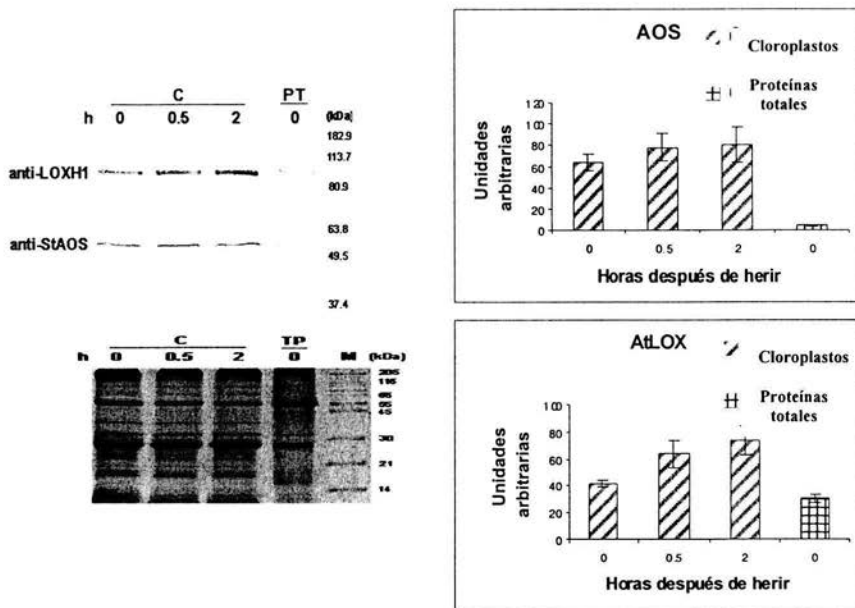 C PT
h 0 0.5 2 0 (kDa)
182.9
113.7
anti-LOXH1
80.9
63.8
anti-StAOS
49.5
37.4
C TP
h 0 0.5 2 0 M (kDa)
205
116
66
55
45
30
21
14
AOS
Cloroplastos
Proteínas
totales
Unidades
arbitrarias
120
100
80
60
40
20
0
0 0.5 2 0
Horas después de herir
AtLOX
Cloroplastos
Proteínas
totales
Unidades
arbitrarias
100
80
60
40
20
0
0 0.5 2 0
Horas después de herir